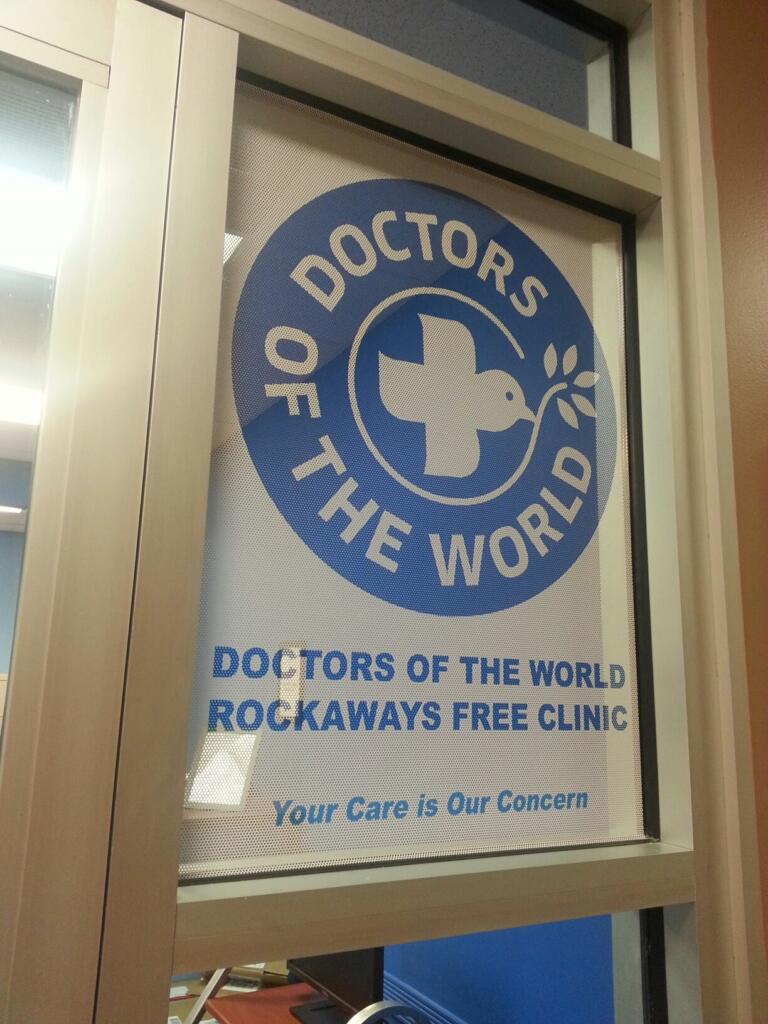 DOCTORS OF THE WORLD
DOCTORS OF THE WORLD
ROCKAWAYS FREE CLINIC
Your Care is Our Concern